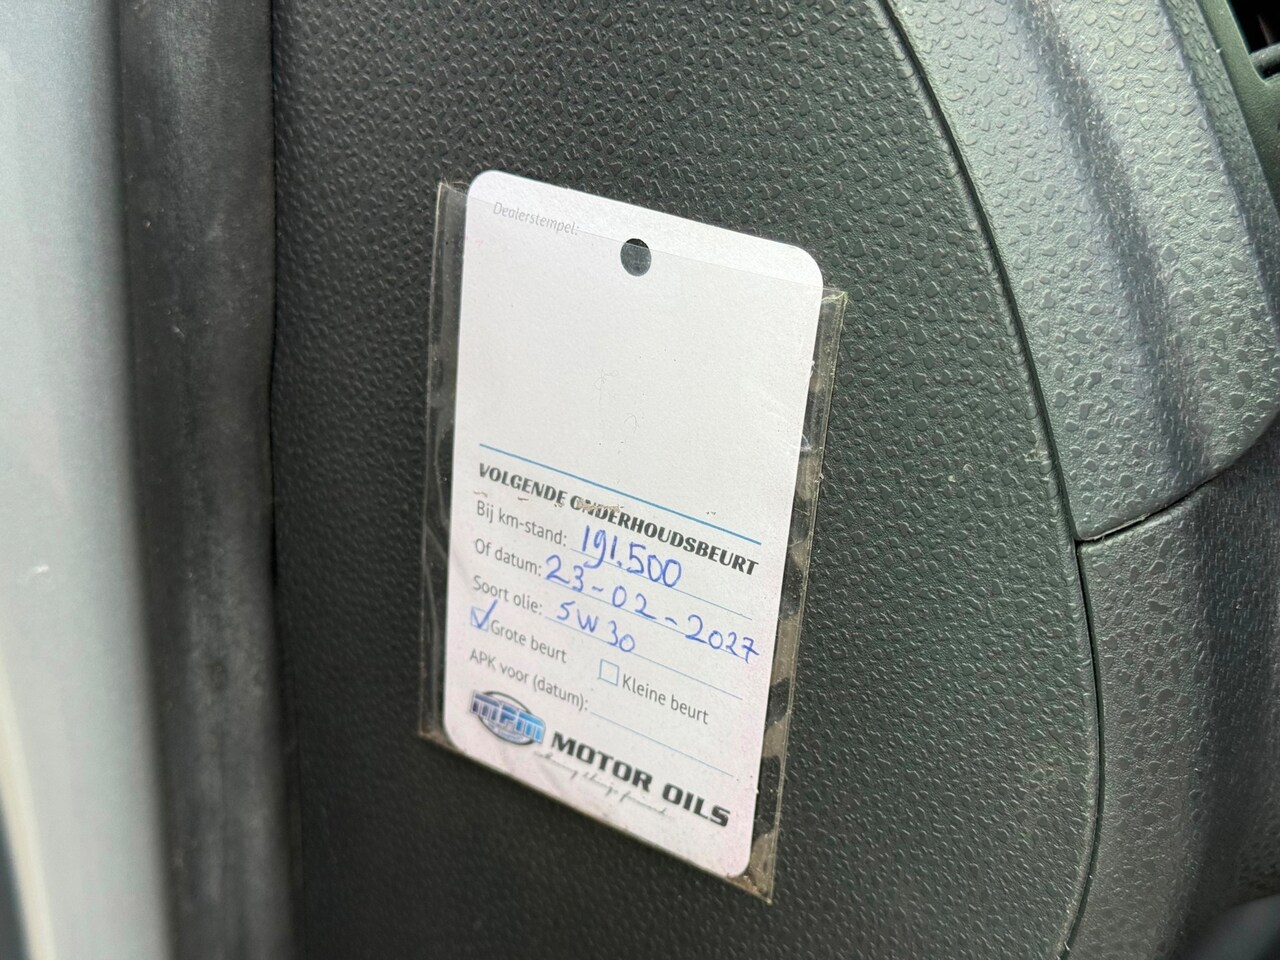 Dealerstempel:
VOLGENDE ONDERHOUDSBEURT
Bij km-stand: 191.500
Of datum: 23-02-2027
Soort olie: 5W30
Grote beurt Kleine beurt
APK voor (datum):
mpm MOTOR OILS